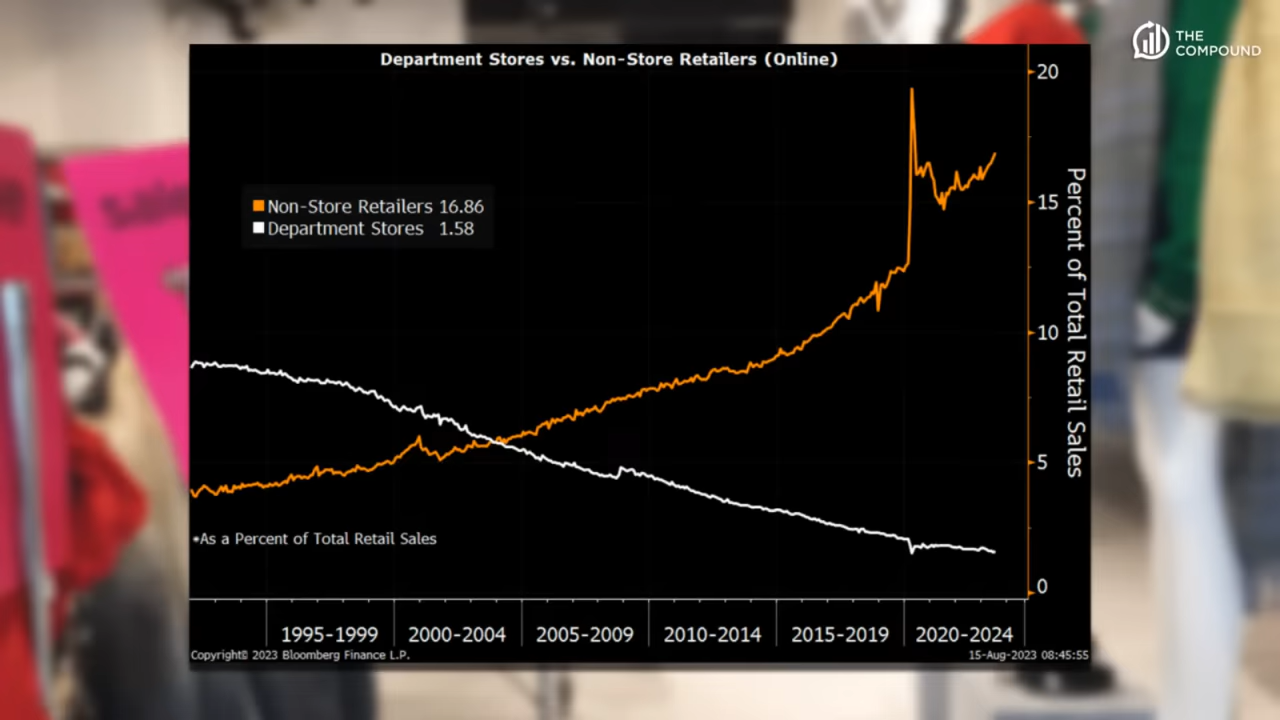 THE
COMPOUND
Department Stores vs. Non-Store Retailers (Online)
20
15
10
5
0
Percent of Total Retail Sales
Non-Store Retailers 16.86
Department Stores 1.58
*As a Percent of Total Retail Sales
1995-1999 2000-2004 2005-2009 2010-2014 2015-2019 2020-2024
Copyright© 2023 Bloomberg Finance L.P. 15-Aug-2023 08:45:55